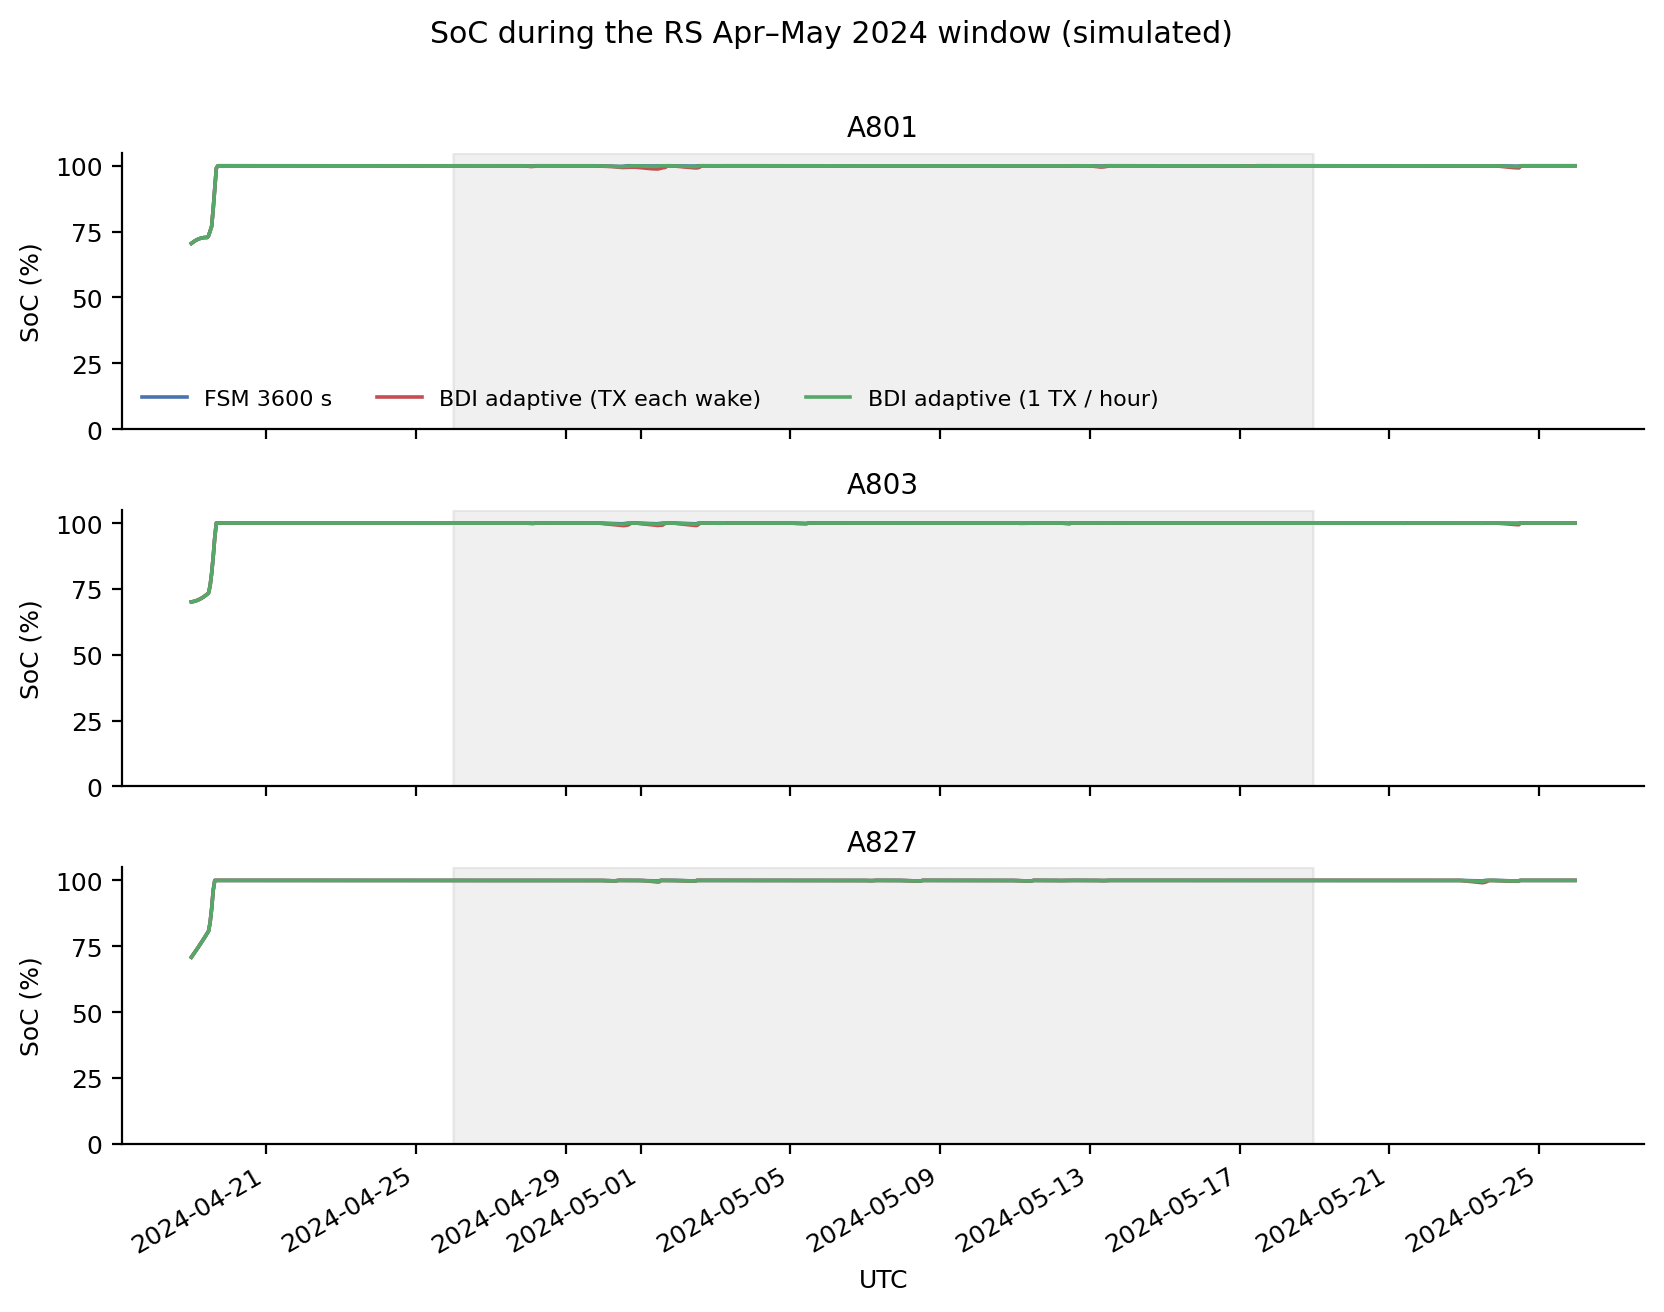 SoC during the RS Apr–May 2024 window (simulated)
A801
100
75
50
25
0
SoC (%)
FSM 3600 s
BDI adaptive (TX each wake)
BDI adaptive (1 TX / hour)
A803
100
75
50
25
0
SoC (%)
A827
100
75
50
25
0
SoC (%)
2024-04-21
2024-04-25
2024-04-29
2024-05-01
2024-05-05
2024-05-09
2024-05-13
2024-05-17
2024-05-21
2024-05-25
UTC